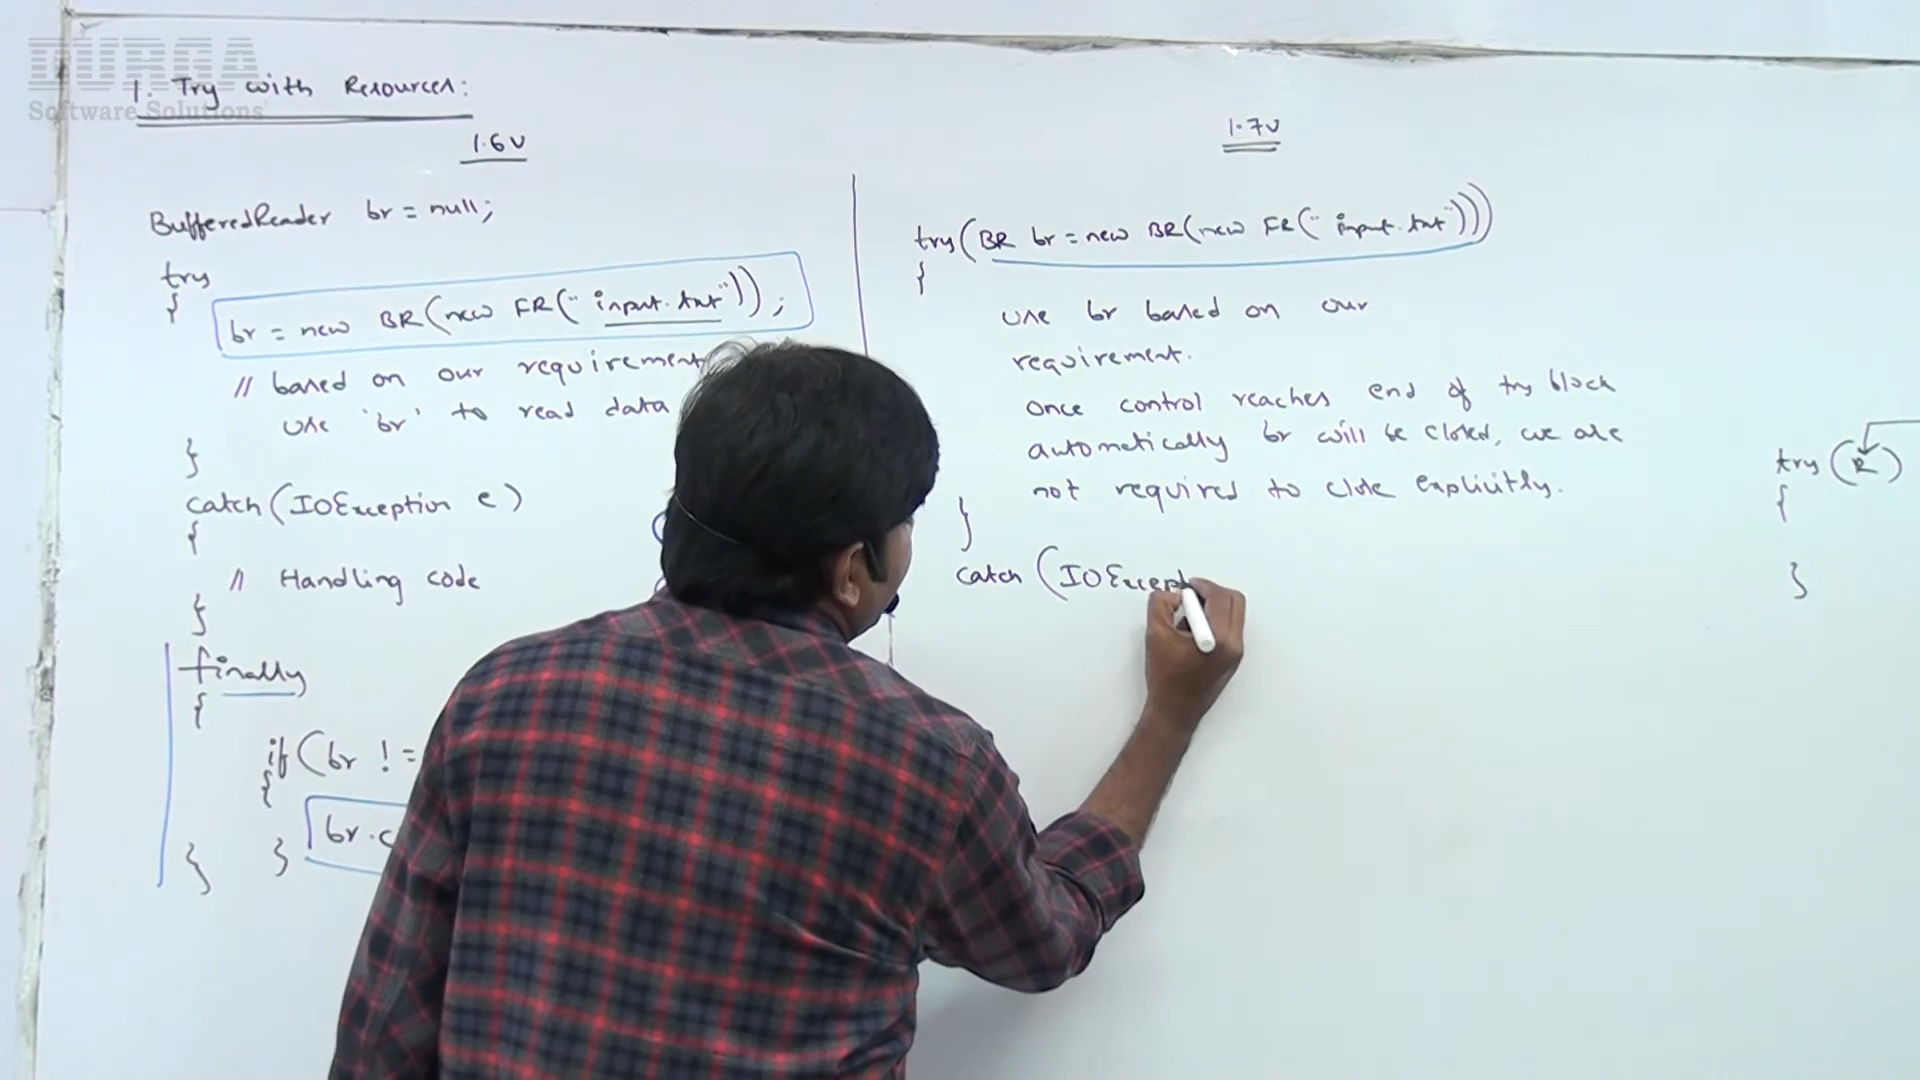 DURGA
Software Solutions
1. Try with Resources:
1.6v
BufferedReader br = null;
try
{
br = new BR(new FR("input.txt"));
// based on our requirement
use 'br' to read data
}
catch(IOException e)
{
// Handling code
}
finally
{
if(br !=
{
br.c
}
}
1.7v
try(BR br = new BR(new FR("input.txt")))
{
use br based on our
requirement.
once control reaches end of try block
automatically br will be closed, we are
not required to close explicitly.
}
catch (IOExcept
try(R)
{
}